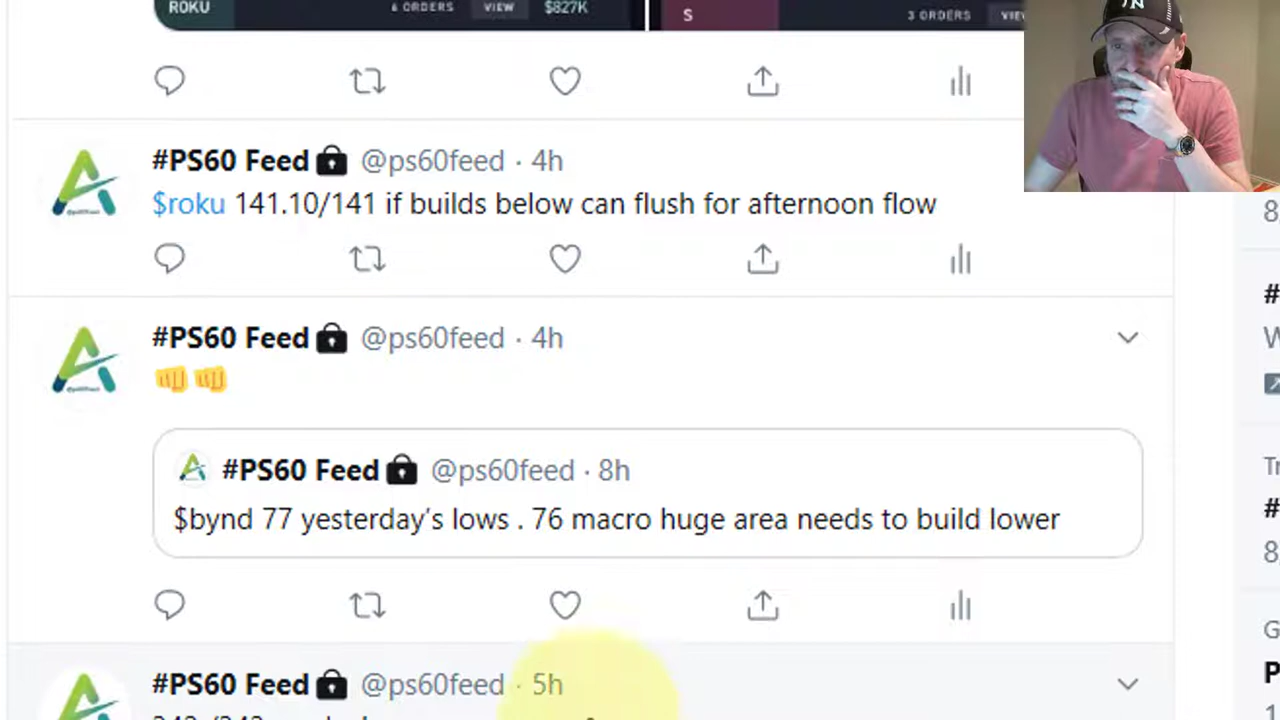 ROKU
6 ORDERS
VIEW
$827K
S
3 ORDERS
#PS60 Feed @ps60feed · 4h
$roku 141.10/141 if builds below can flush for afternoon flow
#PS60 Feed @ps60feed · 4h
👊👊
#PS60 Feed @ps60feed · 8h
$bynd 77 yesterday’s lows . 76 macro huge area needs to build lower
#PS60 Feed @ps60feed · 5h